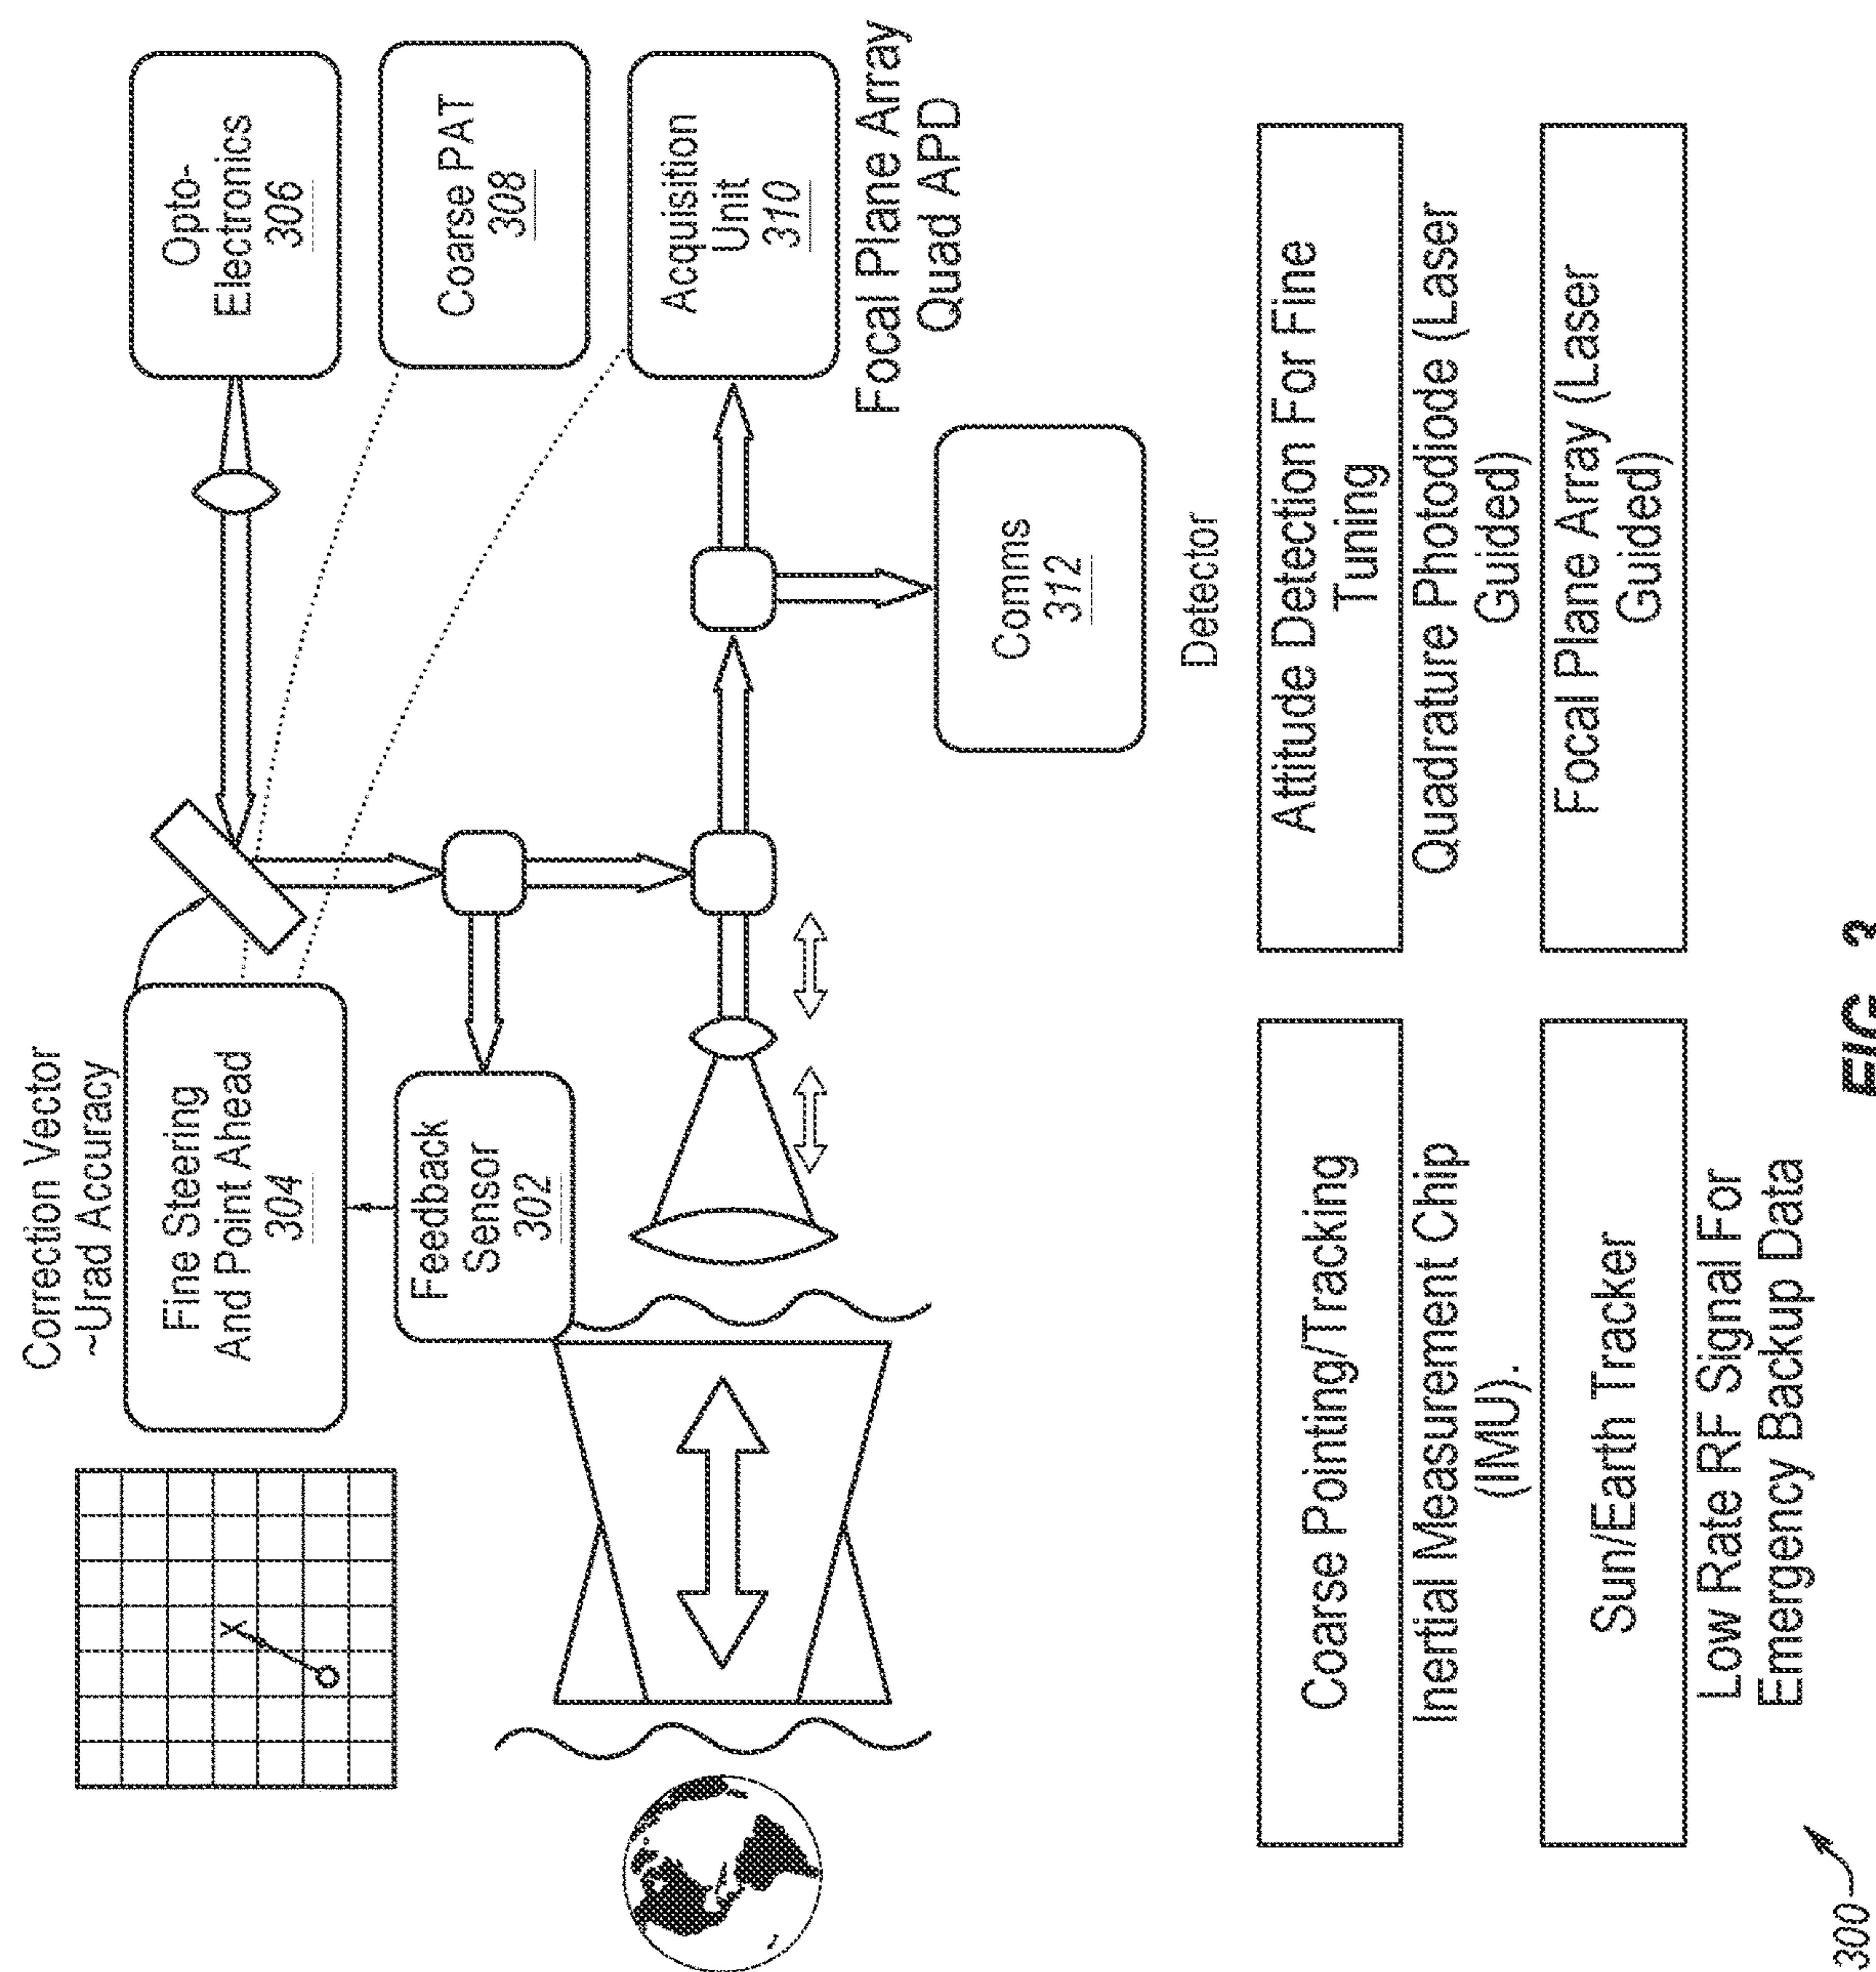 Correction Vector
~Urad Accuracy
Fine Steering
And Point Ahead
304
Feedback
Sensor
302
Opto-
Electronics
306
Coarse PAT
308
Acquisition
Unit
310
Focal Plane Array
Quad APD
Comms
312
Detector
Coarse Pointing/Tracking
Inertial Measurement Chip
(IMU).
Sun/Earth Tracker
Low Rate RF Signal For
Emergency Backup Data
Attitude Detection For Fine
Tuning
Quadrature Photodiode (Laser
Guided)
Focal Plane Array (Laser
Guided)
300
FIG. 3
X